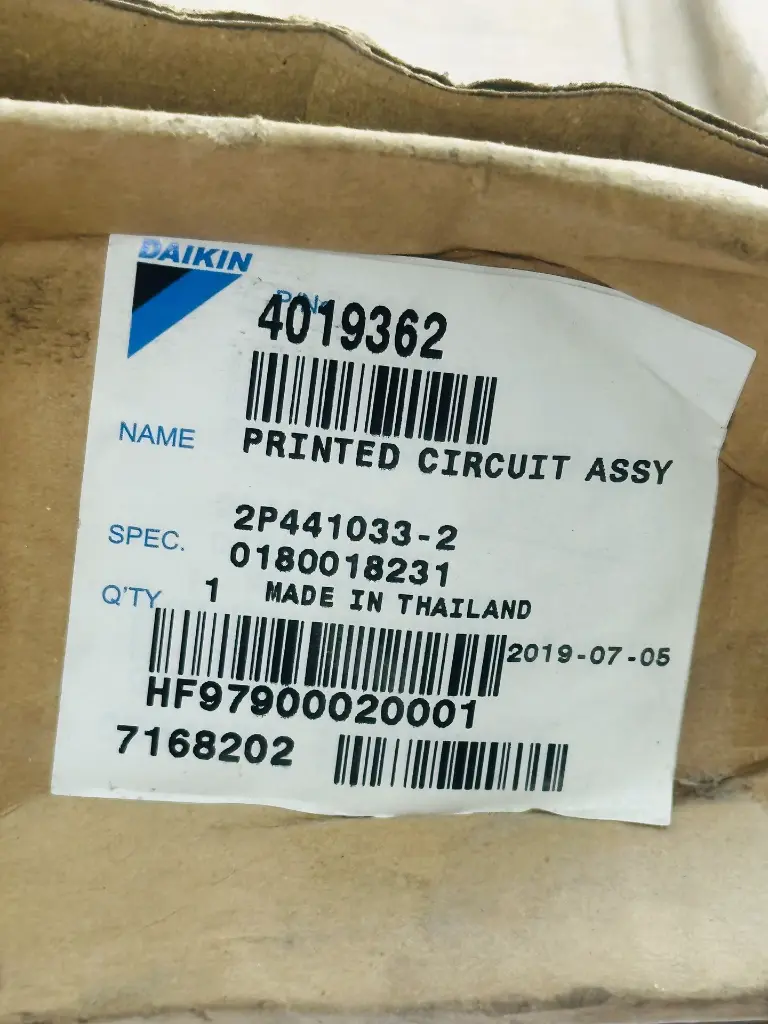 DAIKIN
P/No.
4019362
NAME PRINTED CIRCUIT ASSY
SPEC. 2P441033-2
0180018231
Q'TY 1 MADE IN THAILAND
2019-07-05
HF97900020001
7168202